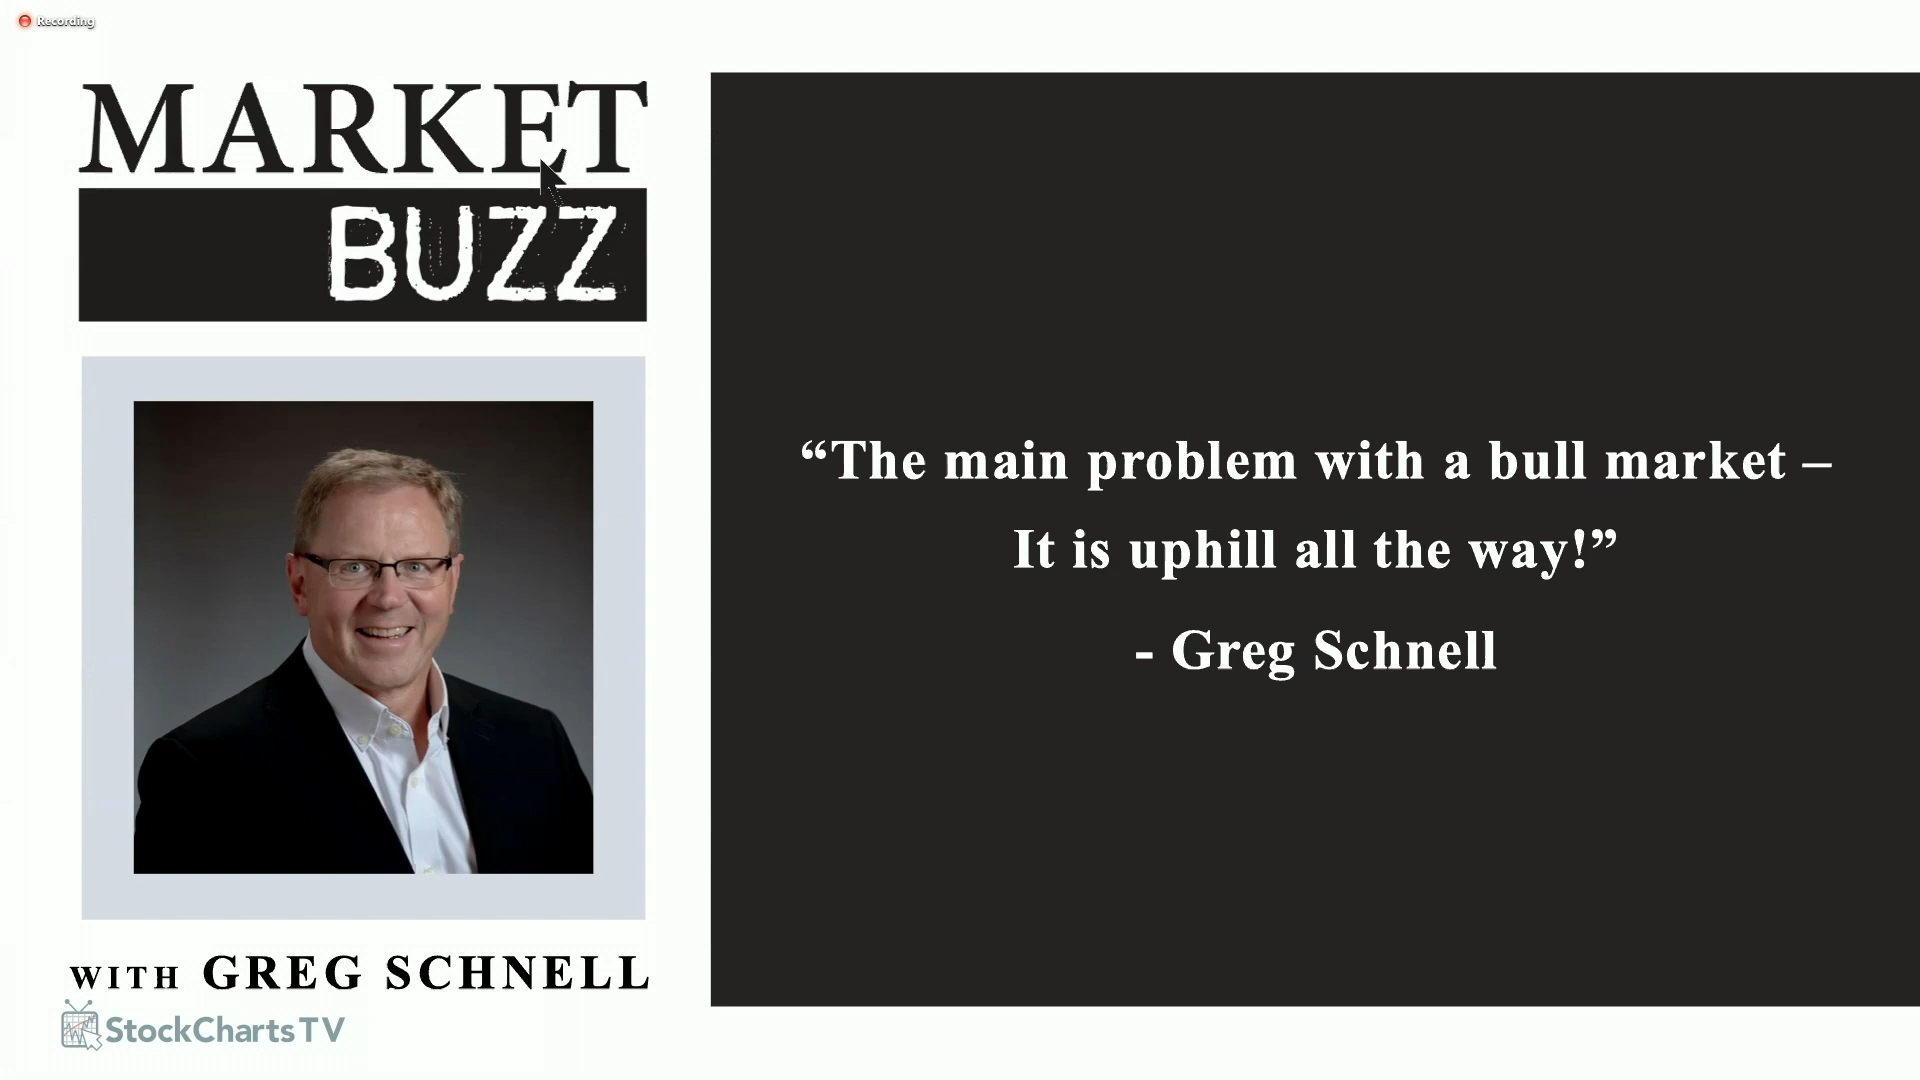 Recording
MARKET
BUZZ
“The main problem with a bull market –
It is uphill all the way!”
- Greg Schnell
WITH GREG SCHNELL
StockCharts TV